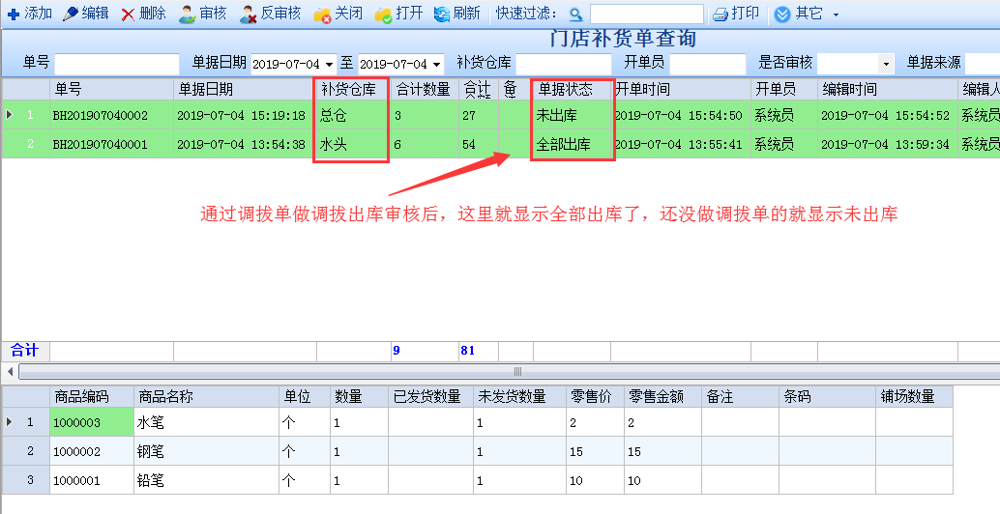 添加 编辑 删除 审核 反审核 关闭 打开 刷新 快速过滤： 打印 其它
门店补货单查询
单号 单据日期 2019-07-04 至 2019-07-04 补货仓库 开单员 是否审核 单据来源
单号 单据日期 补货仓库 合计数量 合计 备 单据状态 开单时间 开单员 编辑时间 编辑人
1 BH201907040002 2019-07-04 15:19:18 总仓 3 27 未出库 2019-07-04 15:54:50 系统员 2019-07-04 15:54:52 系统员
2 BH201907040001 2019-07-04 13:54:38 水头 6 54 全部出库 2019-07-04 13:55:41 系统员 2019-07-04 13:59:34 系统员
通过调拔单做调拔出库审核后，这里就显示全部出库了，还没做调拔单的就显示未出库
合计 9 81
商品编码 商品名称 单位 数量 已发货数量 未发货数量 零售价 零售金额 备注 条码 铺场数量
1 1000003 水笔 个 1 1 2 2
2 1000002 钢笔 个 1 1 15 15
3 1000001 铅笔 个 1 1 10 10